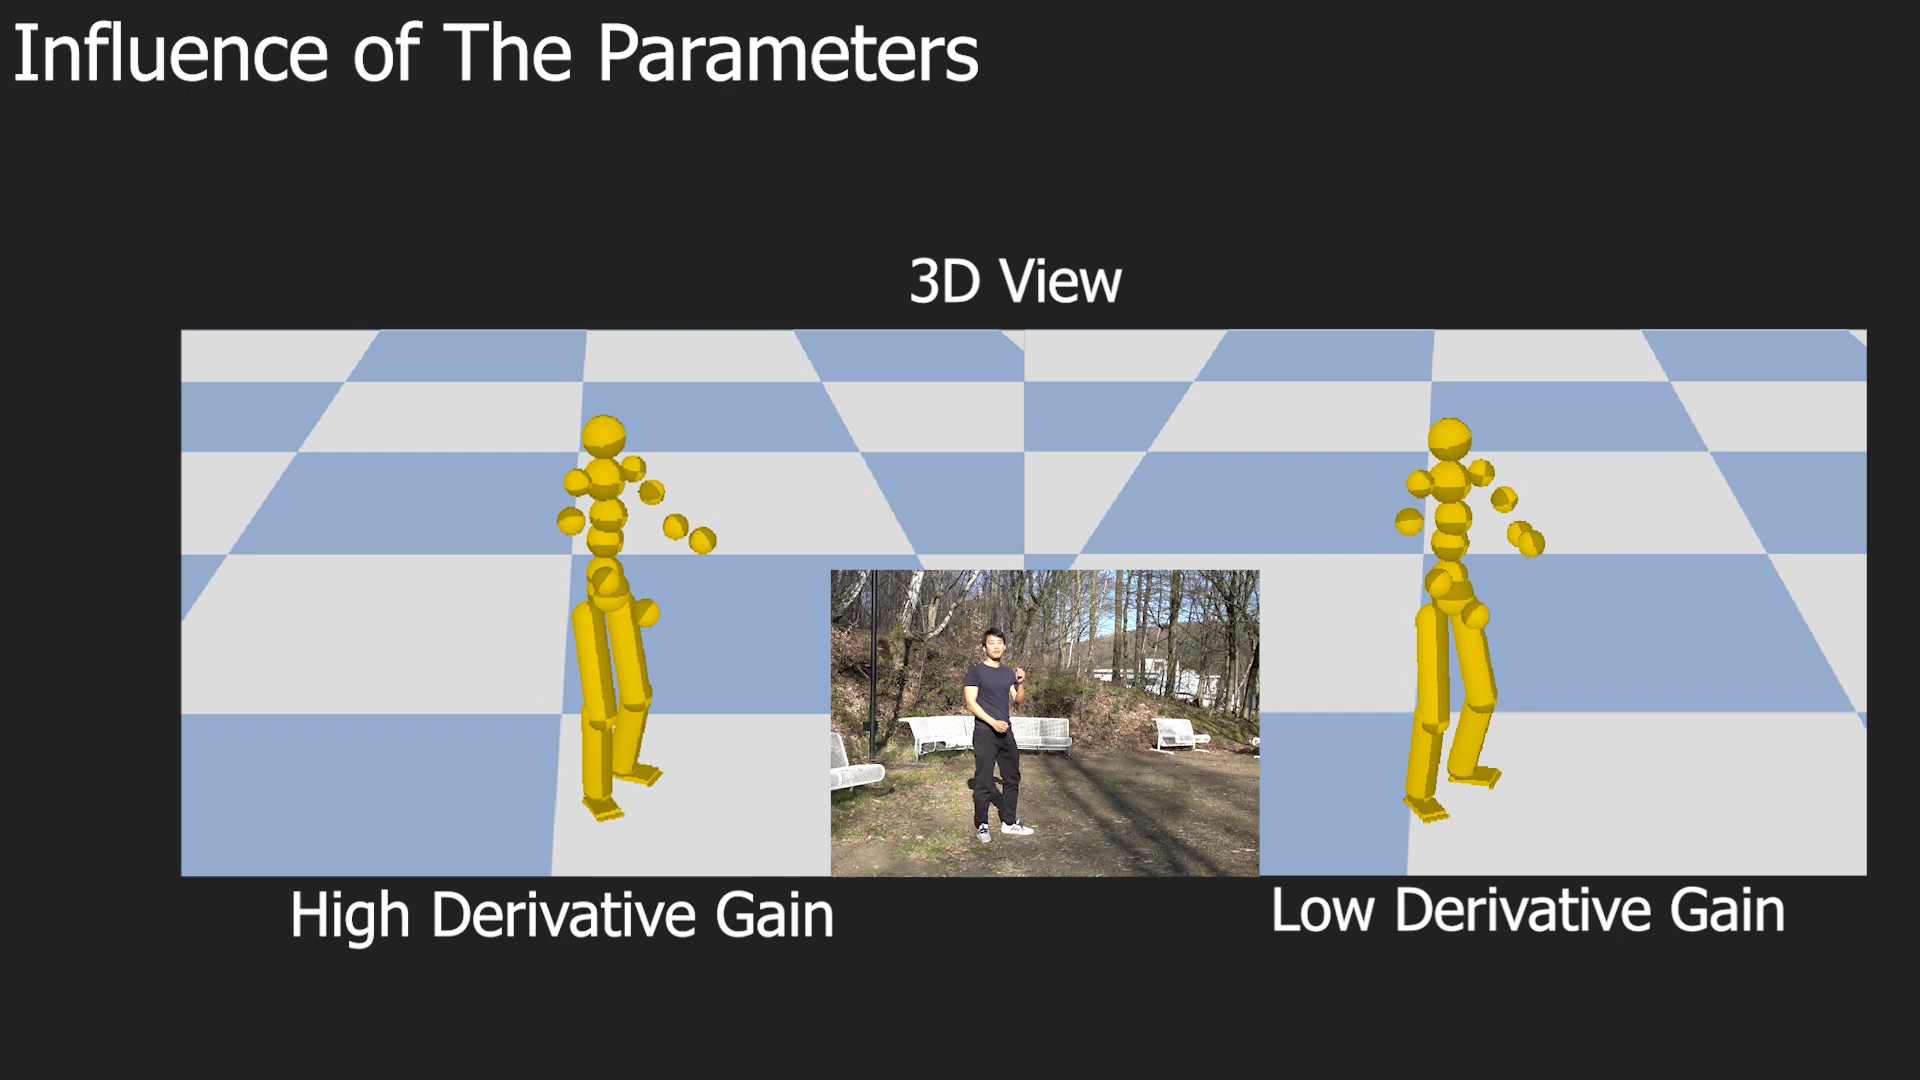 Influence of The Parameters
3D View
High Derivative Gain
Low Derivative Gain